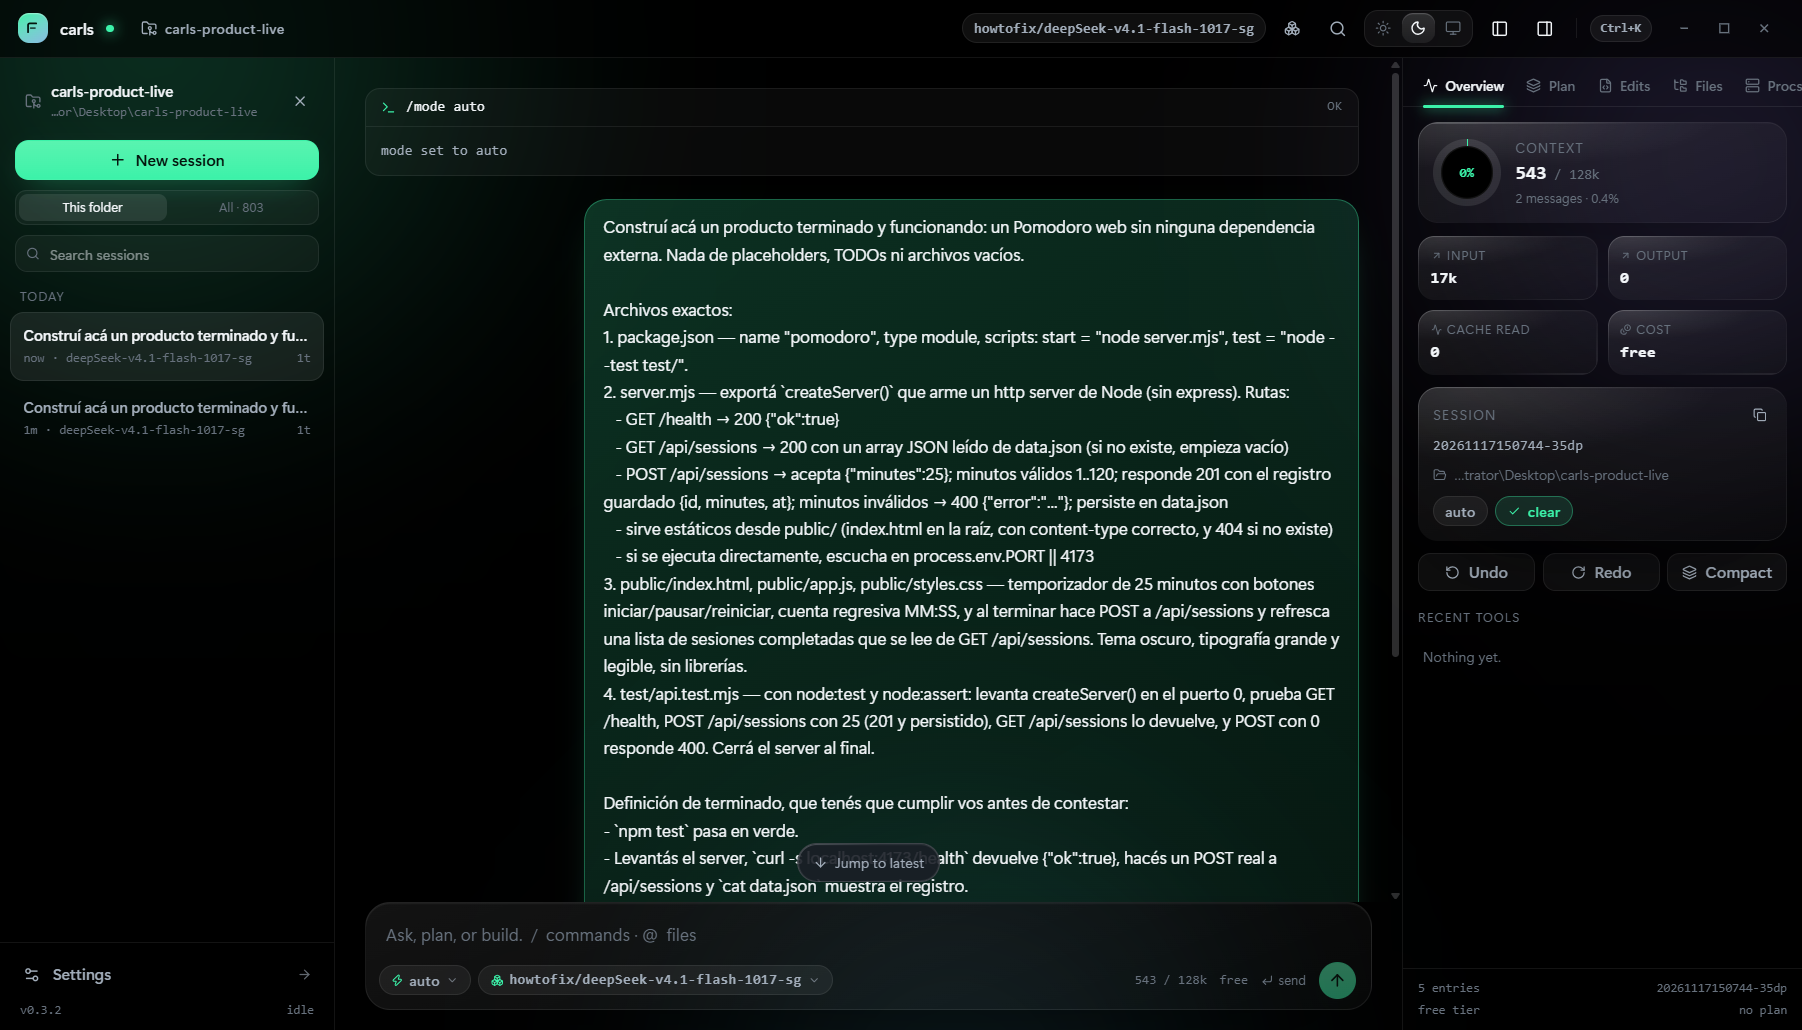 carls
carls-product-live
howtofix/deepSeek-v4.1-flash-1017-sg
Ctrl+K
carls-product-live
…or\Desktop\carls-product-live
+ New session
This folder
All · 803
Search sessions
TODAY
Construí acá un producto terminado y fu...
now · deepSeek-v4.1-flash-1017-sg 1t
Construí acá un producto terminado y fu...
1m · deepSeek-v4.1-flash-1017-sg 1t
Settings
v0.3.2
idle
/mode auto
OK
mode set to auto
Construí acá un producto terminado y funcionando: un Pomodoro web sin ninguna dependencia
externa. Nada de placeholders, TODOs ni archivos vacíos.
Archivos exactos:
1. package.json — name "pomodoro", type module, scripts: start = "node server.mjs", test = "node -
-test test/".
2. server.mjs — exportá `createServer()` que arme un http server de Node (sin express). Rutas:
- GET /health → 200 {"ok":true}
- GET /api/sessions → 200 con un array JSON leído de data.json (si no existe, empieza vacío)
- POST /api/sessions → acepta {"minutes":25}; minutos válidos 1..120; responde 201 con el registro
guardado {id, minutes, at}; minutos inválidos → 400 {"error":"..."}; persiste en data.json
- sirve estáticos desde public/ (index.html en la raíz, con content-type correcto, y 404 si no existe)
- si se ejecuta directamente, escucha en process.env.PORT || 4173
3. public/index.html, public/app.js, public/styles.css — temporizador de 25 minutos con botones
iniciar/pausar/reiniciar, cuenta regresiva MM:SS, y al terminar hace POST a /api/sessions y refresca
una lista de sesiones completadas que se lee de GET /api/sessions. Tema oscuro, tipografía grande y
legible, sin librerías.
4. test/api.test.mjs — con node:test y node:assert: levanta createServer() en el puerto 0, prueba GET
/health, POST /api/sessions con 25 (201 y persistido), GET /api/sessions lo devuelve, y POST con 0
responde 400. Cerrá el server al final.
Definición de terminado, que tenés que cumplir vos antes de contestar:
- `npm test` pasa en verde.
- Levantás el server, `curl -s localhost:4173/health` devuelve {"ok":true}, hacés un POST real a
/api/sessions y `cat data.json` muestra el registro.
Jump to latest
Ask, plan, or build. / commands · @ files
auto
howtofix/deepSeek-v4.1-flash-1017-sg
543 / 128k free
send
Overview
Plan
Edits
Files
Procs
0%
CONTEXT
543 / 128k
2 messages · 0.4%
INPUT
17k
OUTPUT
0
CACHE READ
0
COST
free
SESSION
20261117150744-35dp
…trator\Desktop\carls-product-live
auto
clear
Undo
Redo
Compact
RECENT TOOLS
Nothing yet.
5 entries
20261117150744-35dp
free tier
no plan